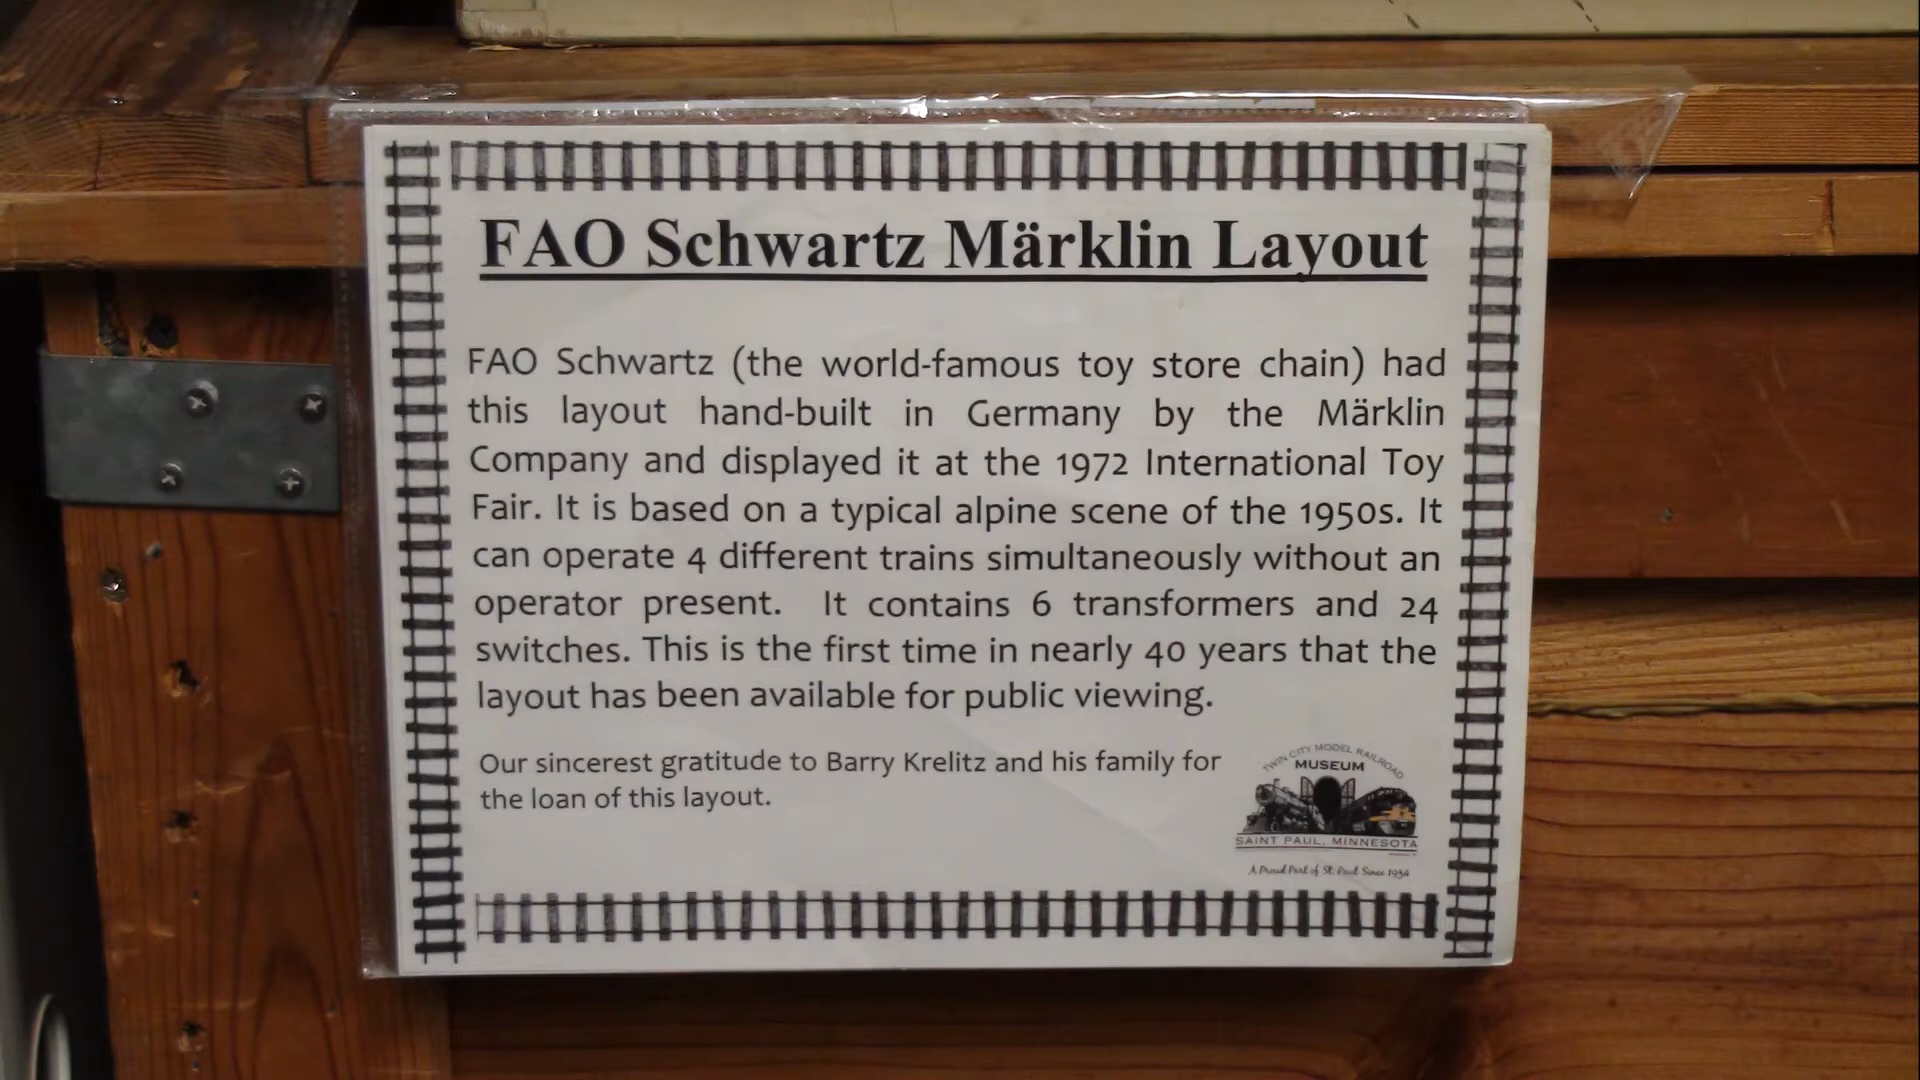 FAO Schwartz Märklin Layout
FAO Schwartz (the world-famous toy store chain) had
this layout hand-built in Germany by the Märklin
Company and displayed it at the 1972 International Toy
Fair. It is based on a typical alpine scene of the 1950s. It
can operate 4 different trains simultaneously without an
operator present. It contains 6 transformers and 24
switches. This is the first time in nearly 40 years that the
layout has been available for public viewing.
Our sincerest gratitude to Barry Krelitz and his family for
the loan of this layout.
TWIN CITY MODEL RAILROAD
MUSEUM
SAINT PAUL, MINNESOTA
A Proud Part of St. Paul Since 1934